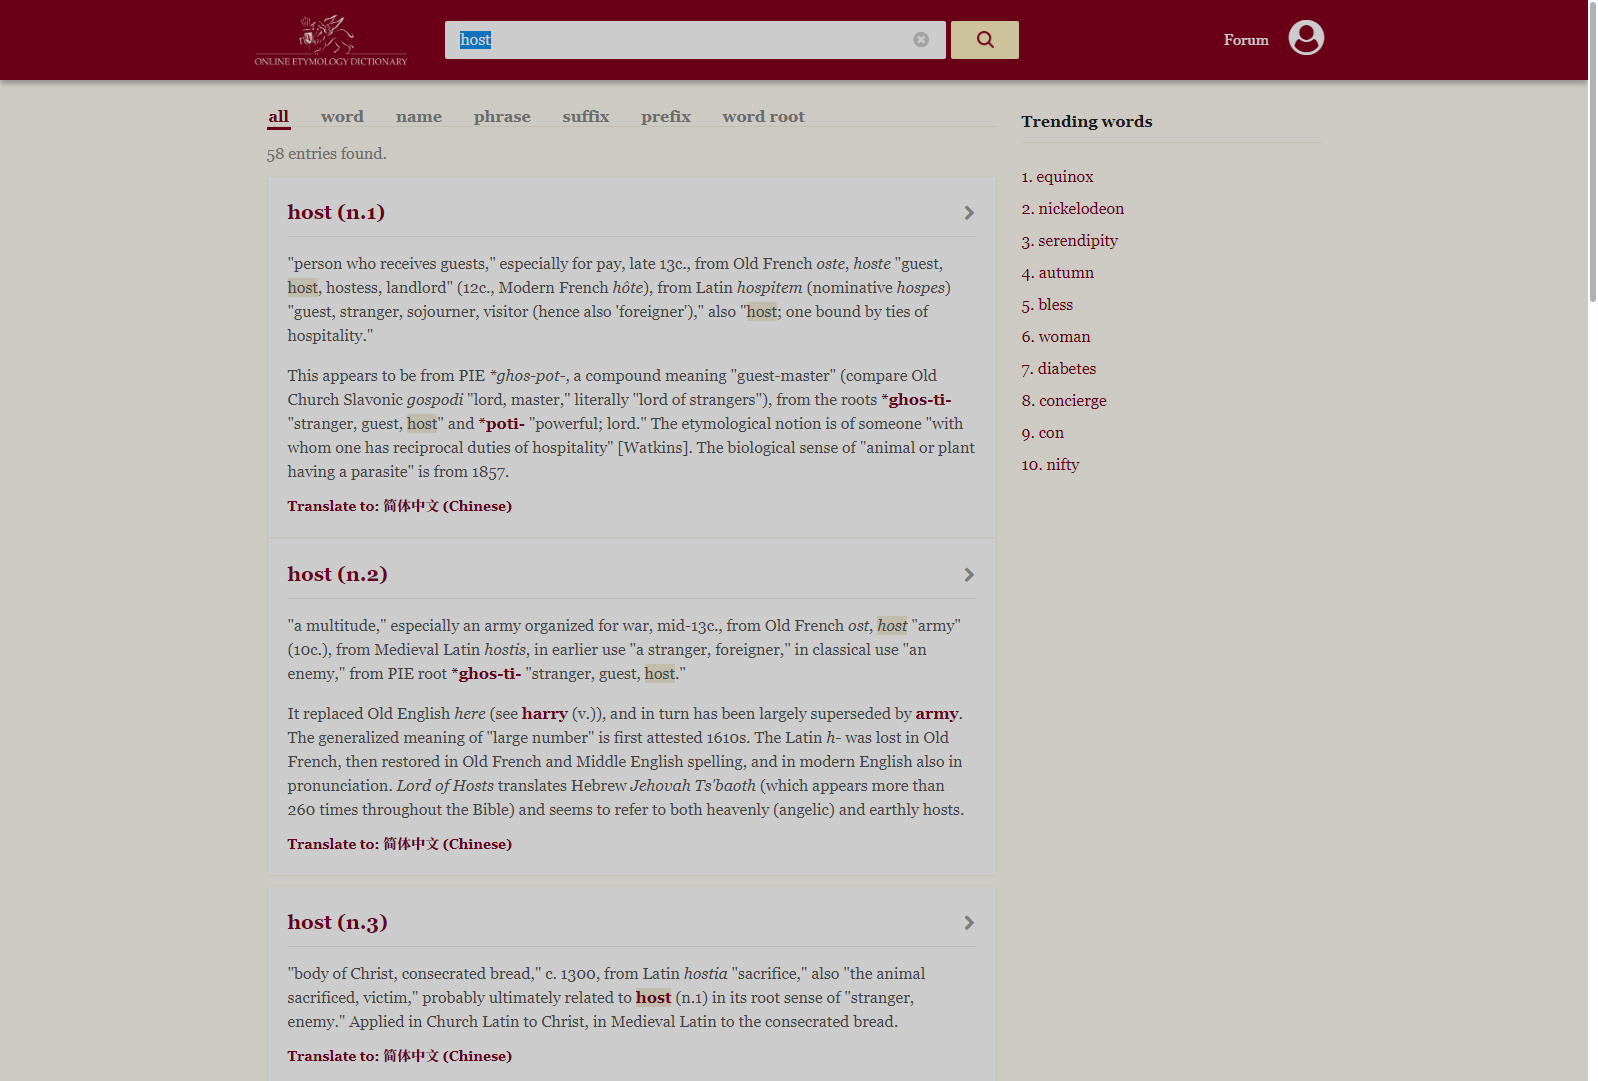 ONLINE ETYMOLOGY DICTIONARY
host
Forum
all word name phrase suffix prefix word root
58 entries found.
host (n.1)
"person who receives guests," especially for pay, late 13c., from Old French oste, hoste "guest,
host, hostess, landlord" (12c., Modern French hôte), from Latin hospitem (nominative hospes)
"guest, stranger, sojourner, visitor (hence also 'foreigner')," also "host; one bound by ties of
hospitality."
This appears to be from PIE *ghos-pot-, a compound meaning "guest-master" (compare Old
Church Slavonic gospodi "lord, master," literally "lord of strangers"), from the roots *ghos-ti-
"stranger, guest, host" and *poti- "powerful; lord." The etymological notion is of someone "with
whom one has reciprocal duties of hospitality" [Watkins]. The biological sense of "animal or plant
having a parasite" is from 1857.
Translate to: 简体中文 (Chinese)
host (n.2)
"a multitude," especially an army organized for war, mid-13c., from Old French ost, host "army"
(10c.), from Medieval Latin hostis, in earlier use "a stranger, foreigner," in classical use "an
enemy," from PIE root *ghos-ti- "stranger, guest, host."
It replaced Old English here (see harry (v.)), and in turn has been largely superseded by army.
The generalized meaning of "large number" is first attested 1610s. The Latin h- was lost in Old
French, then restored in Old French and Middle English spelling, and in modern English also in
pronunciation. Lord of Hosts translates Hebrew Jehovah Ts'baoth (which appears more than
260 times throughout the Bible) and seems to refer to both heavenly (angelic) and earthly hosts.
Translate to: 简体中文 (Chinese)
host (n.3)
"body of Christ, consecrated bread," c. 1300, from Latin hostia "sacrifice," also "the animal
sacrificed, victim," probably ultimately related to host (n.1) in its root sense of "stranger,
enemy." Applied in Church Latin to Christ, in Medieval Latin to the consecrated bread.
Translate to: 简体中文 (Chinese)
Trending words
1. equinox
2. nickelodeon
3. serendipity
4. autumn
5. bless
6. woman
7. diabetes
8. concierge
9. con
10. nifty